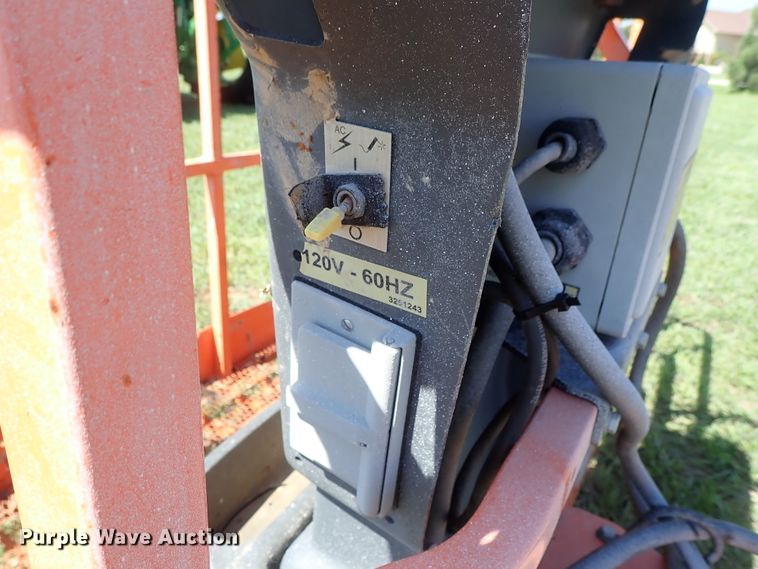 AC
I
O
120V - 60HZ
3251243
Purple Wave Auction